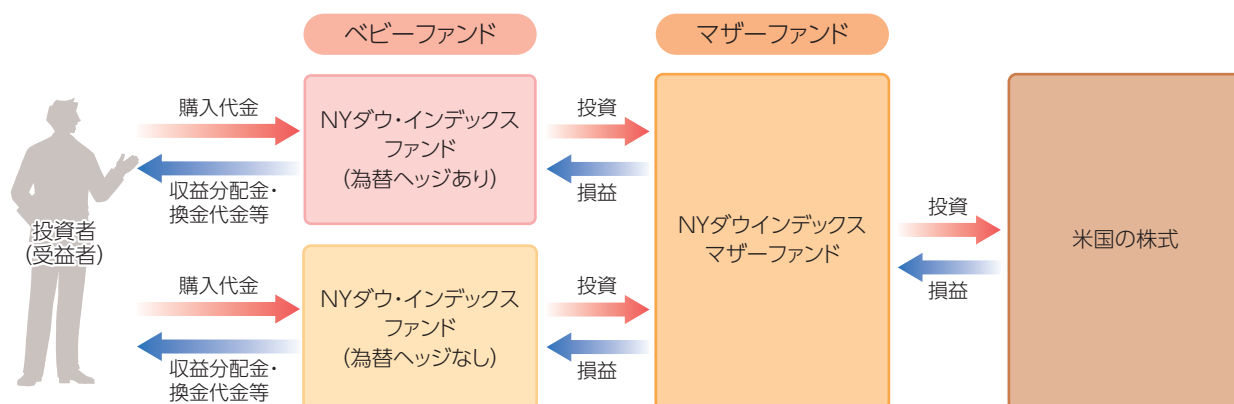 ベビーファンド
マザーファンド
購入代金
収益分配金・
換金代金等
NYダウ・インデックス
ファンド
(為替ヘッジあり)
投資
損益
投資者
(受益者)
購入代金
収益分配金・
換金代金等
NYダウ・インデックス
ファンド
(為替ヘッジなし)
投資
損益
NYダウインデックス
マザーファンド
投資
損益
米国の株式